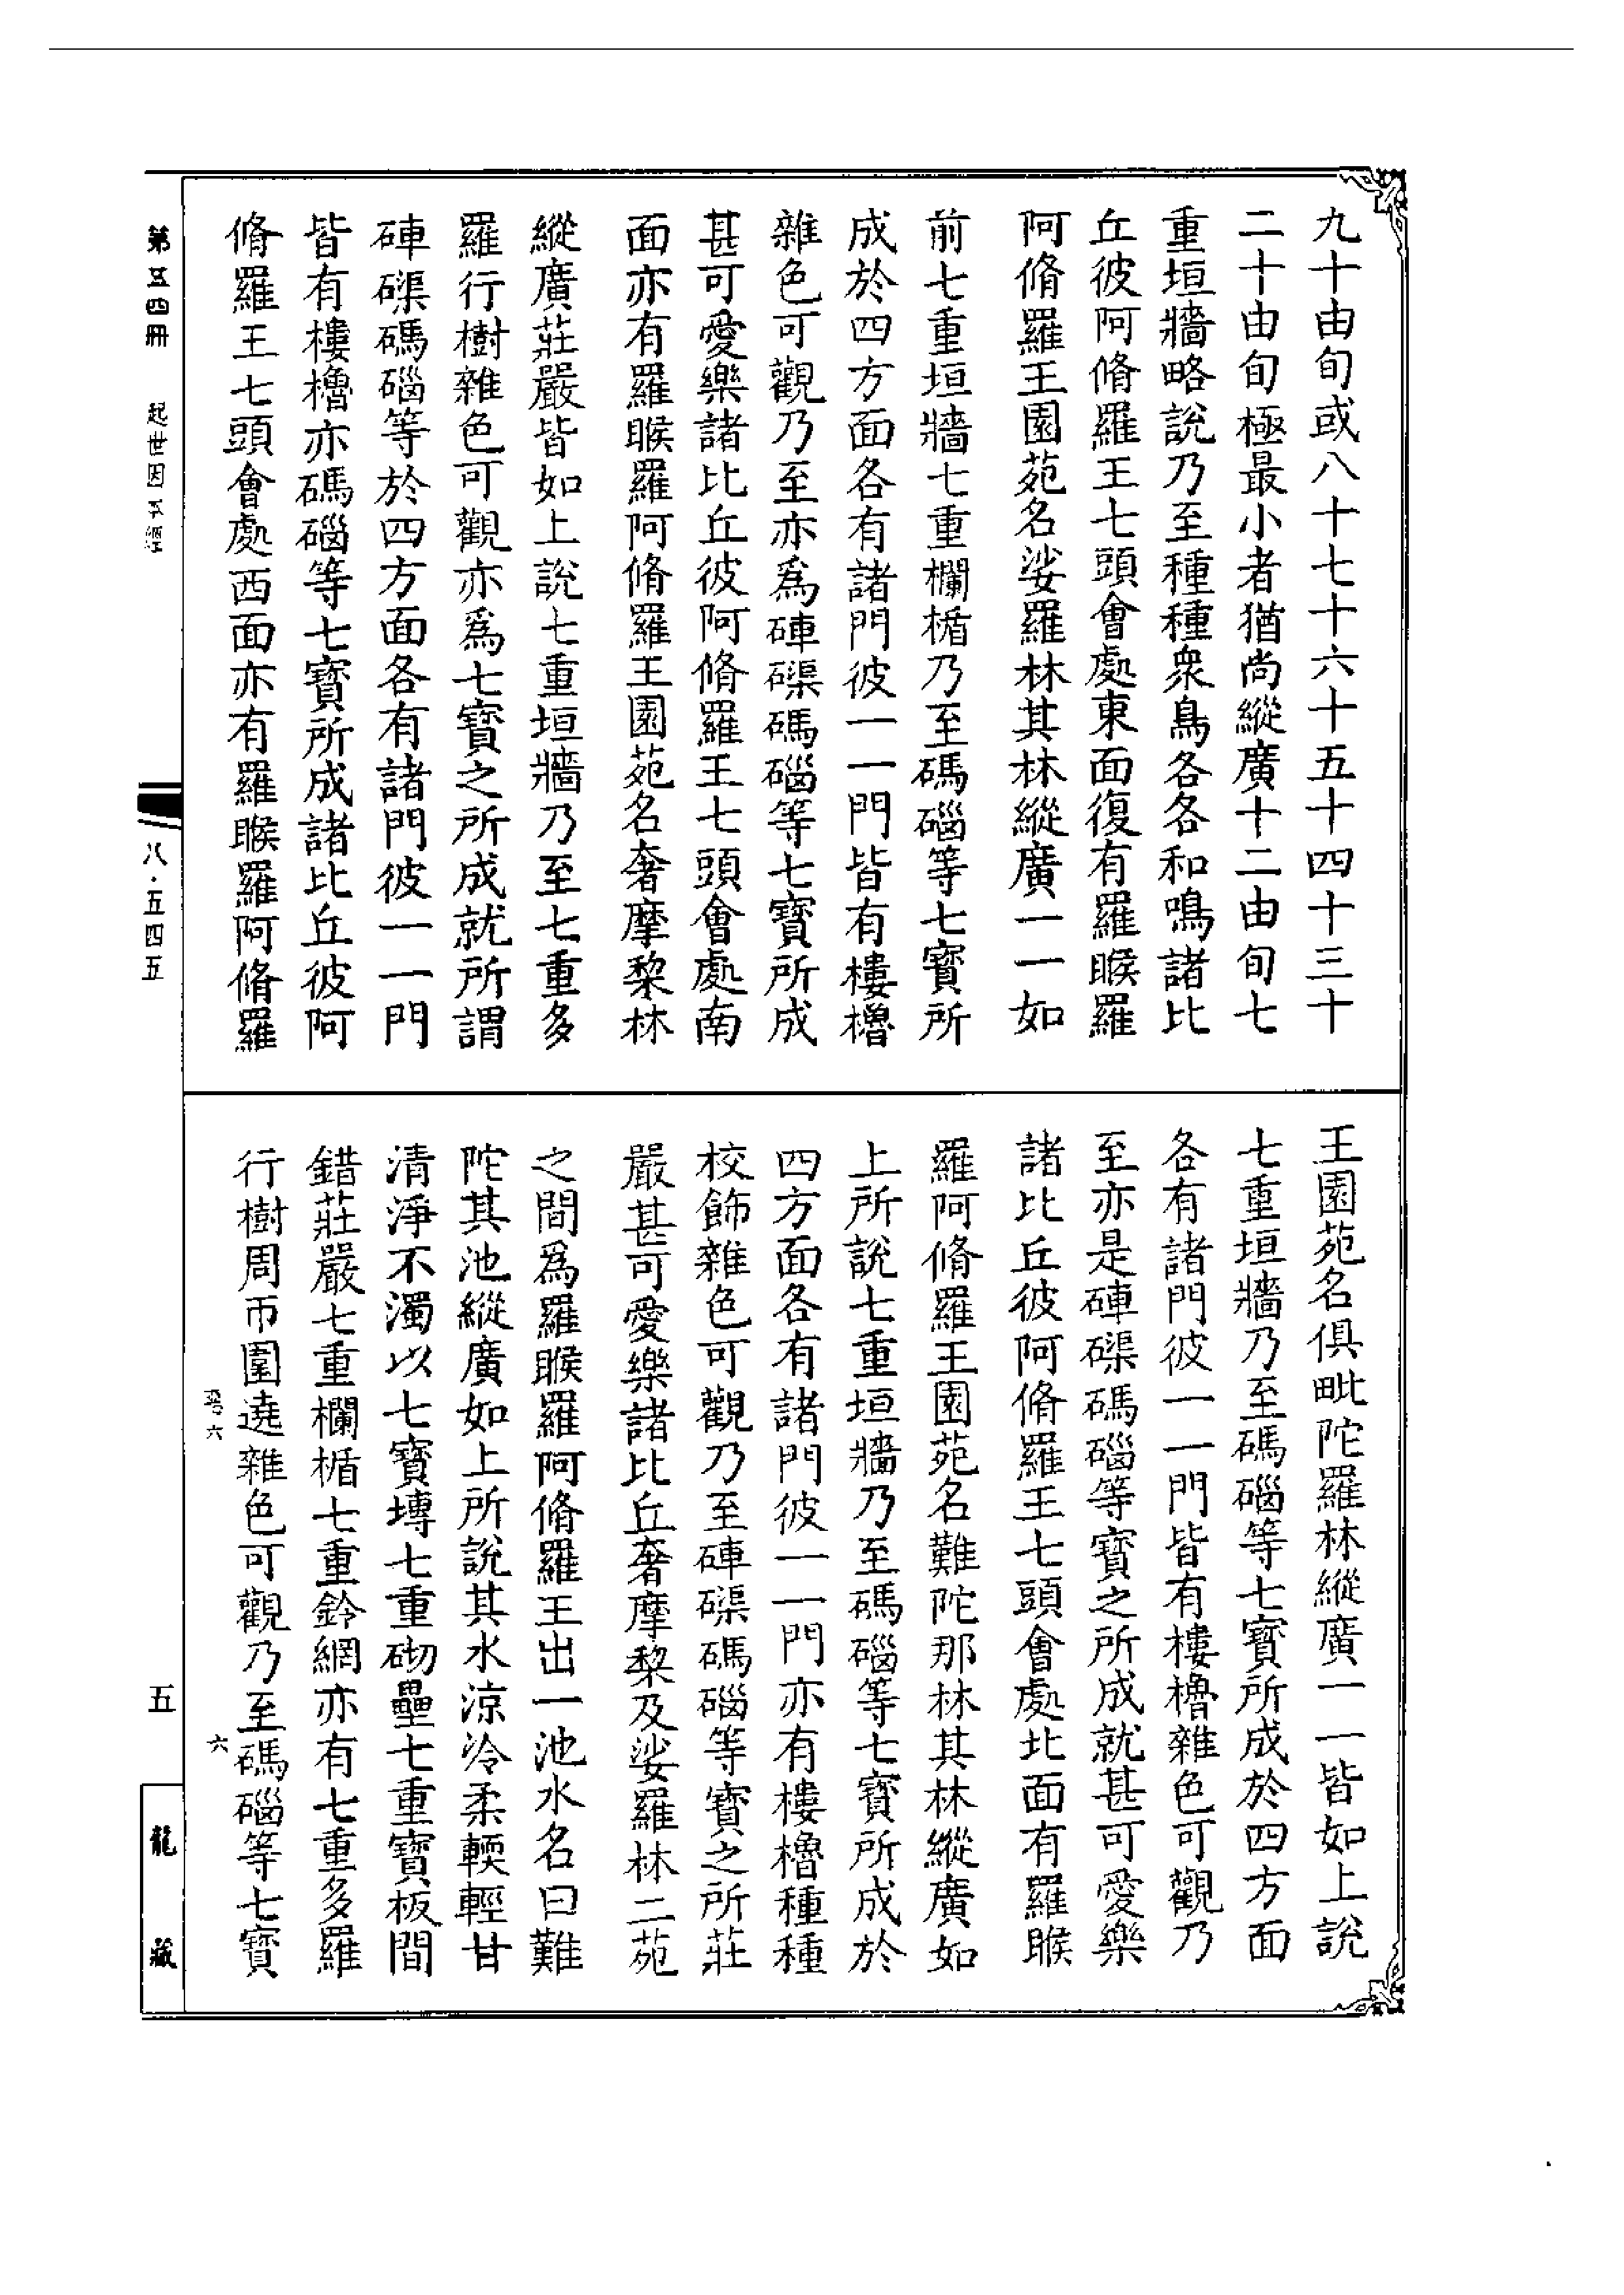 九十由旬或八十七十六十五十四十三十
二十由旬極最小者猶尚縱廣十二由旬七
重垣牆略說乃至種種衆鳥各各和鳴諸比
丘彼阿脩羅王七頭會處東面復有羅睺羅
阿脩羅王園苑名娑羅林其林縱廣一一如
前七重垣牆七重欄楯乃至碼碯等七寳所
成於四方面各有諸門彼一一門皆有樓櫓
雜色可觀乃至亦爲硨磲碼碯等七寳所成
甚可愛樂諸比丘彼阿脩羅王七頭會處南
面亦有羅睺羅阿脩羅王園苑名奢摩黎林
縱廣莊嚴皆如上說七重垣牆乃至七重多
羅行樹雜色可觀亦爲七寳之所成就所謂
硨磲碼碯等於四方面各有諸門彼一一門
皆有樓櫓亦碼碯等七寳所成諸比丘彼阿
脩羅王七頭會處西面亦有羅睺羅阿脩羅
王園苑名俱毗陀羅林縱廣一一皆如上說
七重垣牆乃至碼碯等七寳所成於四方面
各有諸門彼一一門皆有樓櫓雜色可觀乃
至亦是硨磲碼碯等寳之所成就甚可愛樂
諸比丘彼阿脩羅王七頭會處北面有羅睺
羅阿脩羅王園苑名難陀那林其林縱廣如
上所說七重垣牆乃至碼碯等七寳所成於
四方面各有諸門彼一一門亦有樓櫓種種
校飾雜色可觀乃至硨磲碼碯等寳之所莊
嚴甚可愛樂諸比丘奢摩黎及娑羅林二苑
之間爲羅睺羅阿脩羅王出一池水名曰難
陀其池縱廣如上所說其水涼冷柔輭輕甘
清淨不濁以七寳塼七重砌壘七重寳板間
錯莊嚴七重欄楯七重鈴網亦有七重多羅
行樹周帀圍遶雜色可觀乃至碼碯等七寳
六
六
第五四冊 起世因本經
八·五四五
五
龍藏